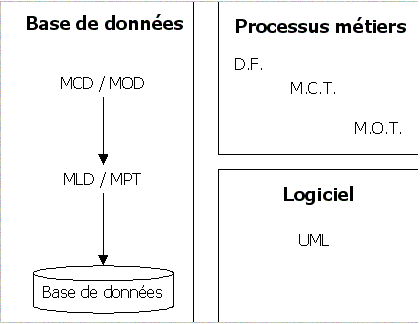 Base de données
MCD / MOD
MLD / MPT
Base de données
Processus métiers
D.F.
M.C.T.
M.O.T.
Logiciel
UML